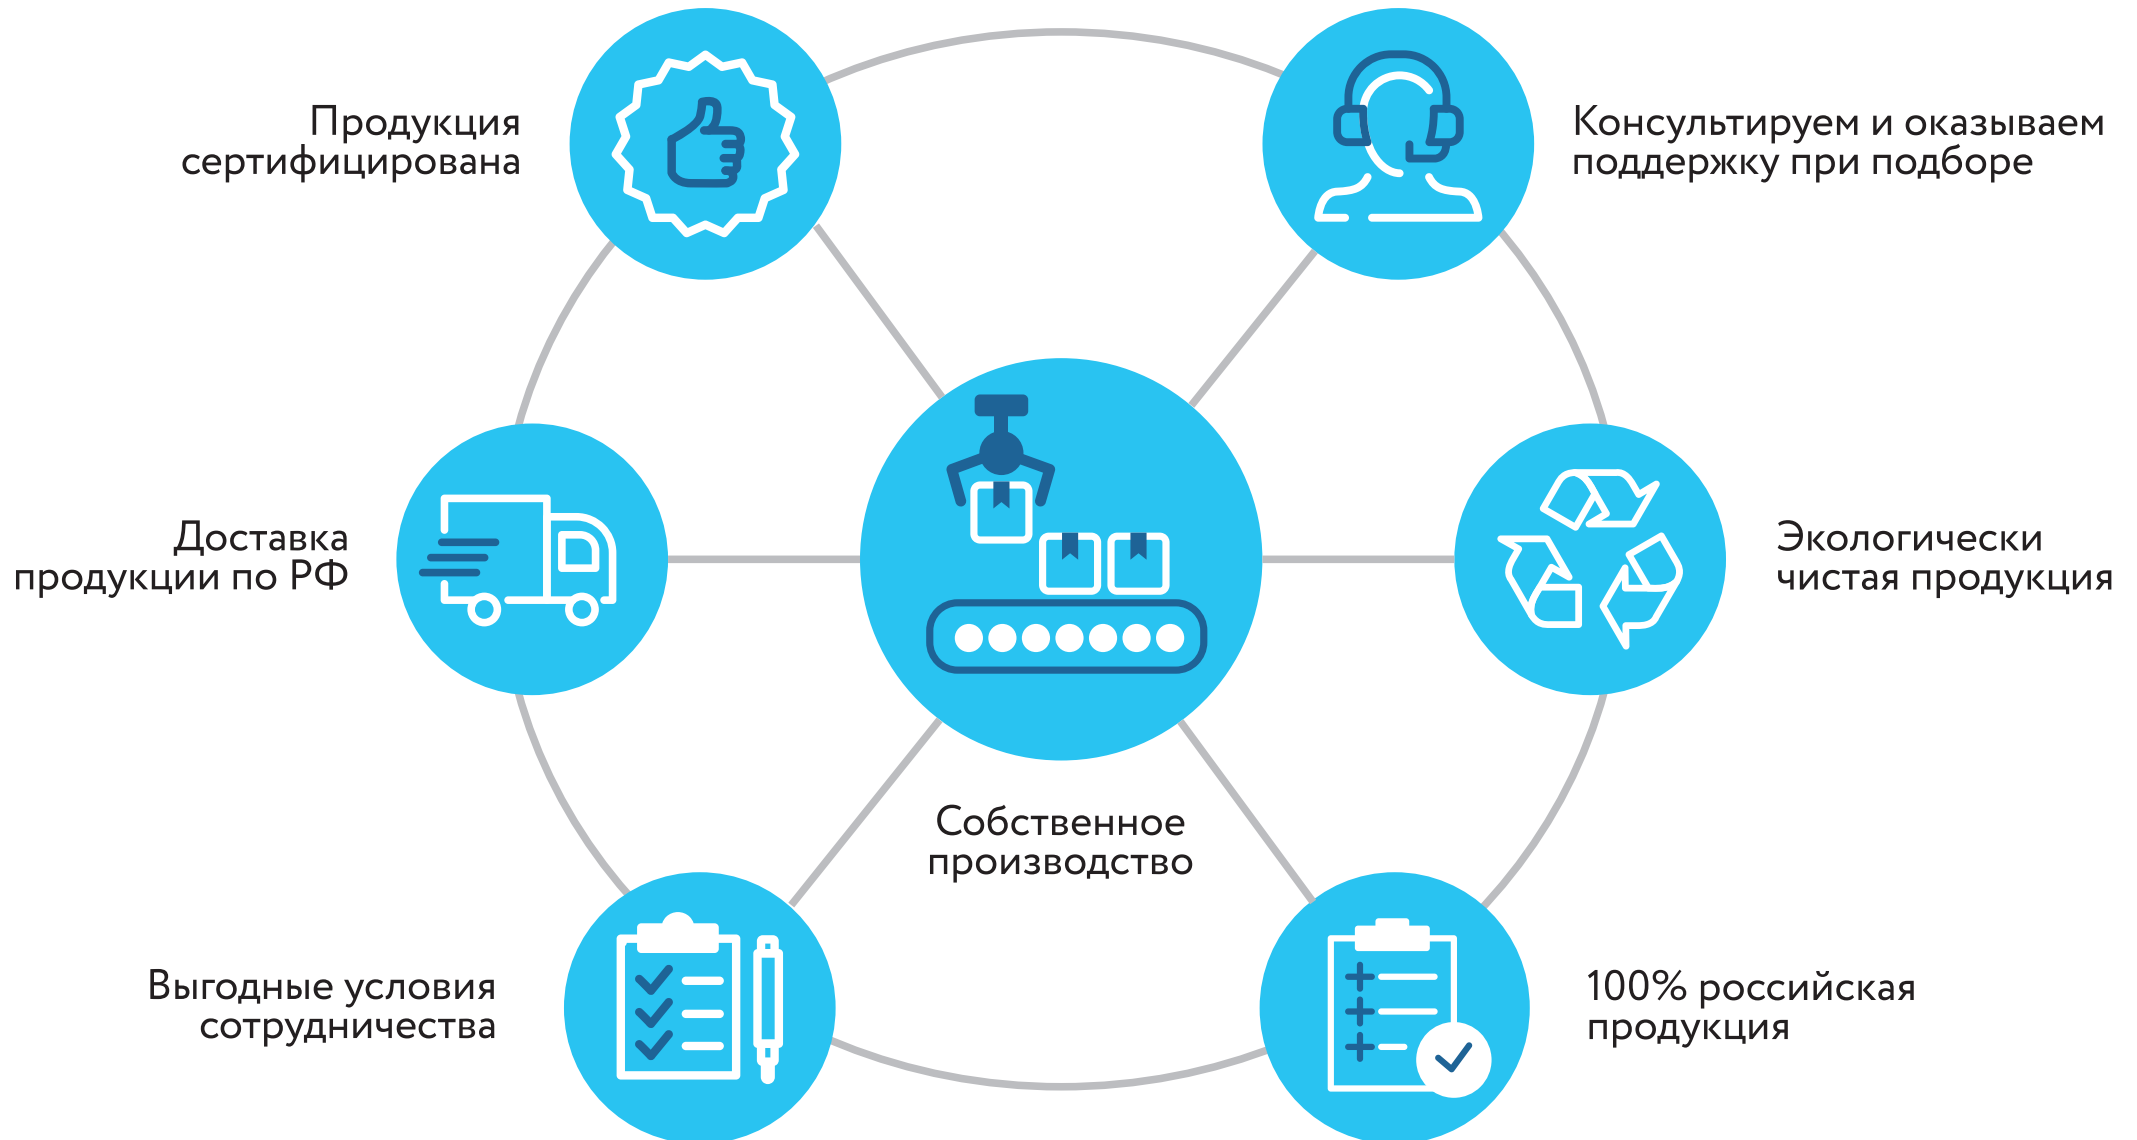 Продукция
сертифицирована
Консультируем и оказываем
поддержку при подборе
Доставка
продукции по РФ
Экологически
чистая продукция
Собственное
производство
Выгодные условия
сотрудничества
100% российская
продукция